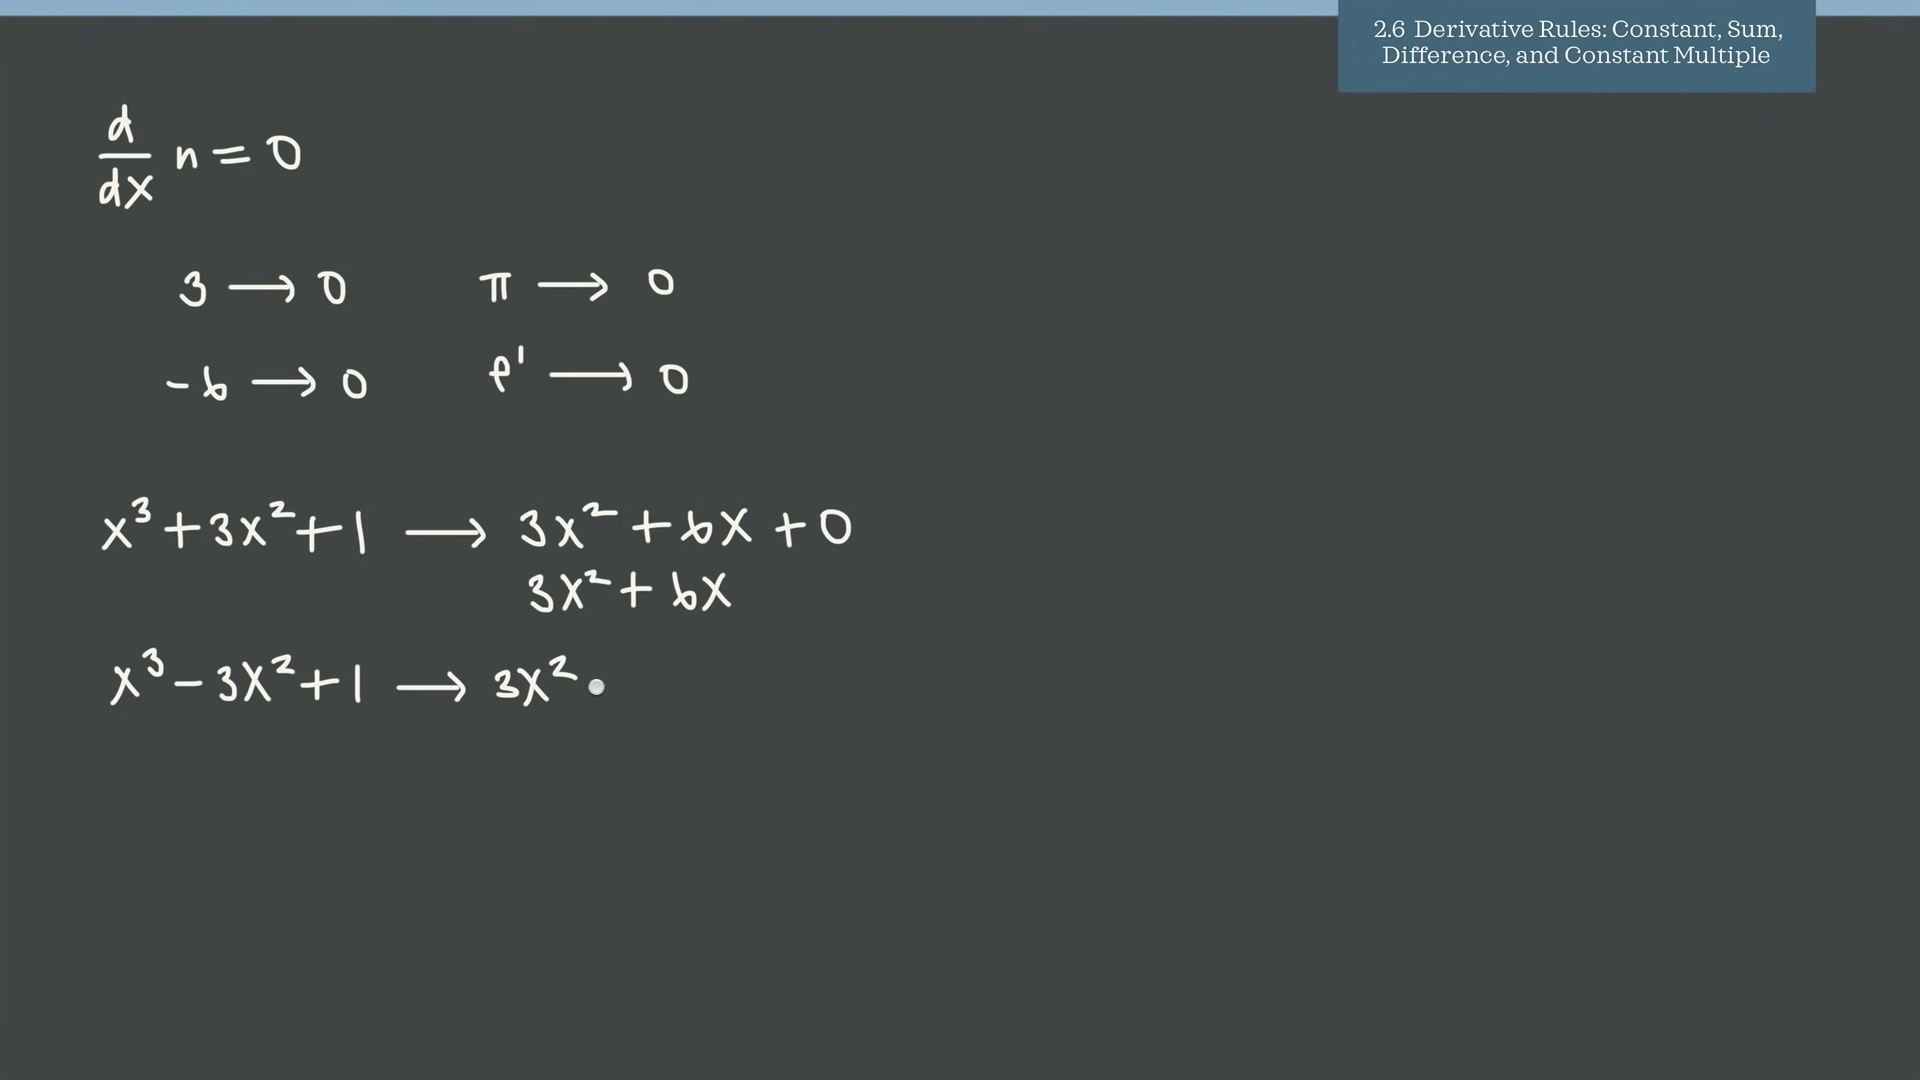 2.6 Derivative Rules: Constant, Sum,
Difference, and Constant Multiple
d/dx n = 0
3 → 0 π → 0
-6 → 0 e' → 0
x³ + 3x² + 1 → 3x² + 6x + 0
3x² + 6x
x³ - 3x² + 1 → 3x²